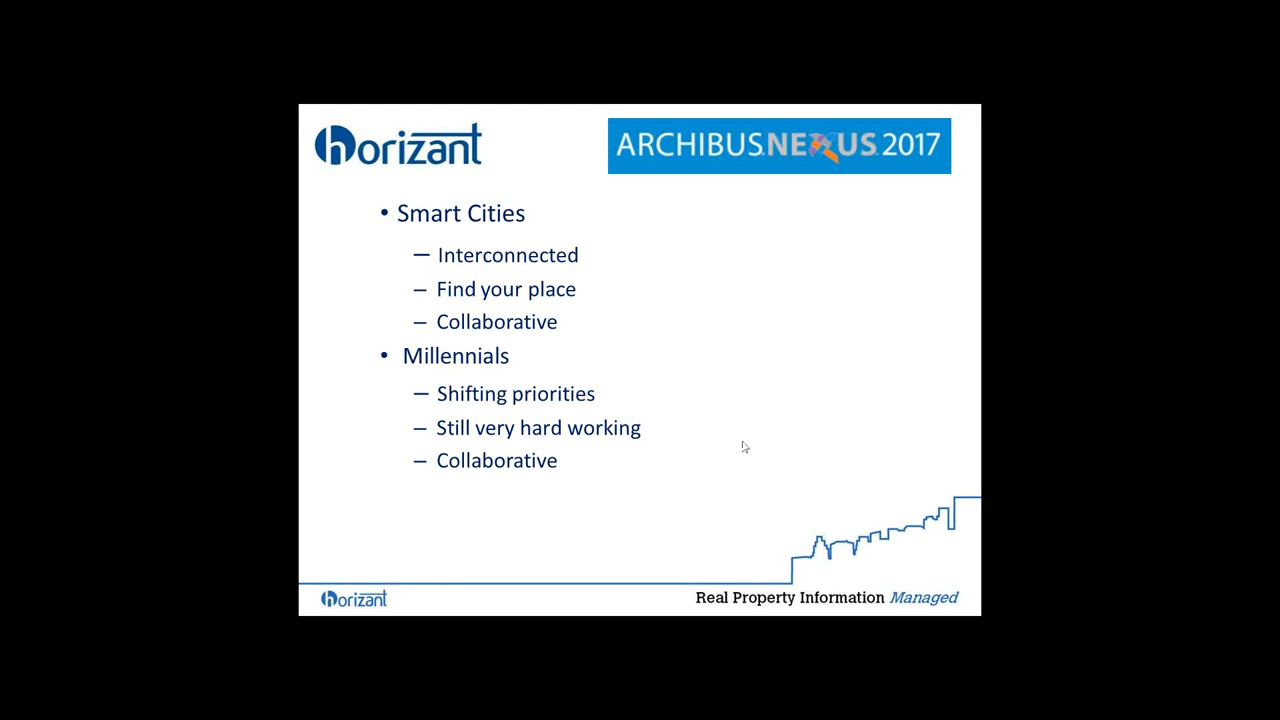 horizant
ARCHIBUS NEXUS 2017
• Smart Cities
– Interconnected
– Find your place
– Collaborative
• Millennials
– Shifting priorities
– Still very hard working
– Collaborative
horizant
Real Property Information Managed